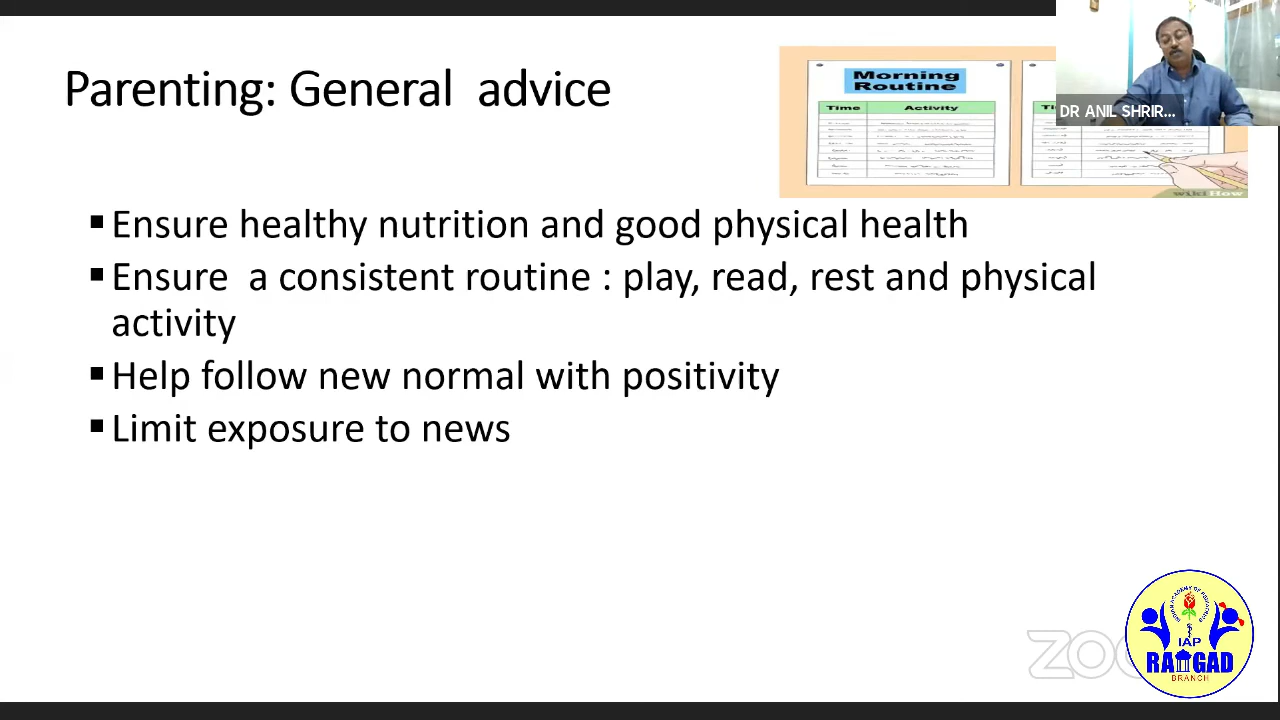 Parenting: General advice
Morning
Routine
Time Activity
DR ANIL SHRIR...
wikiHow
▪ Ensure healthy nutrition and good physical health
▪ Ensure a consistent routine : play, read, rest and physical
activity
▪ Help follow new normal with positivity
▪ Limit exposure to news
IAP
RAIGAD
BRANCH